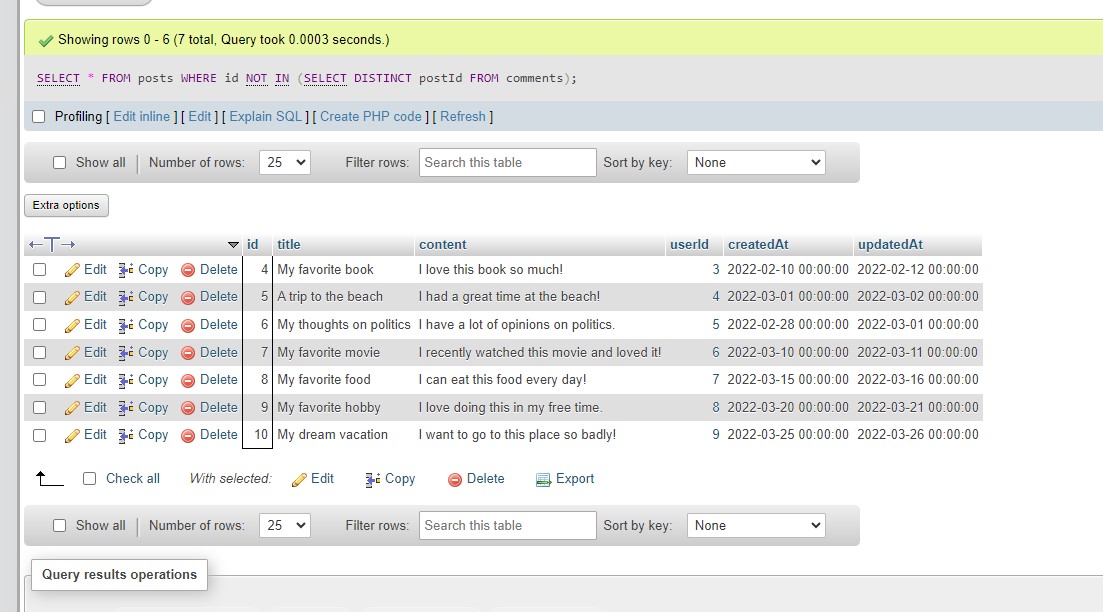 Showing rows 0 - 6 (7 total, Query took 0.0003 seconds.)
SELECT * FROM posts WHERE id NOT IN (SELECT DISTINCT postId FROM comments);
Profiling [ Edit inline ] [ Edit ] [ Explain SQL ] [ Create PHP code ] [ Refresh ]
Show all Number of rows: 25 Filter rows: Search this table Sort by key: None
Extra options
←T→ id title content userId createdAt updatedAt
Edit Copy Delete 4 My favorite book I love this book so much! 3 2022-02-10 00:00:00 2022-02-12 00:00:00
Edit Copy Delete 5 A trip to the beach I had a great time at the beach! 4 2022-03-01 00:00:00 2022-03-02 00:00:00
Edit Copy Delete 6 My thoughts on politics I have a lot of opinions on politics. 5 2022-02-28 00:00:00 2022-03-01 00:00:00
Edit Copy Delete 7 My favorite movie I recently watched this movie and loved it! 6 2022-03-10 00:00:00 2022-03-11 00:00:00
Edit Copy Delete 8 My favorite food I can eat this food every day! 7 2022-03-15 00:00:00 2022-03-16 00:00:00
Edit Copy Delete 9 My favorite hobby I love doing this in my free time. 8 2022-03-20 00:00:00 2022-03-21 00:00:00
Edit Copy Delete 10 My dream vacation I want to go to this place so badly! 9 2022-03-25 00:00:00 2022-03-26 00:00:00
Check all With selected: Edit Copy Delete Export
Show all Number of rows: 25 Filter rows: Search this table Sort by key: None
Query results operations